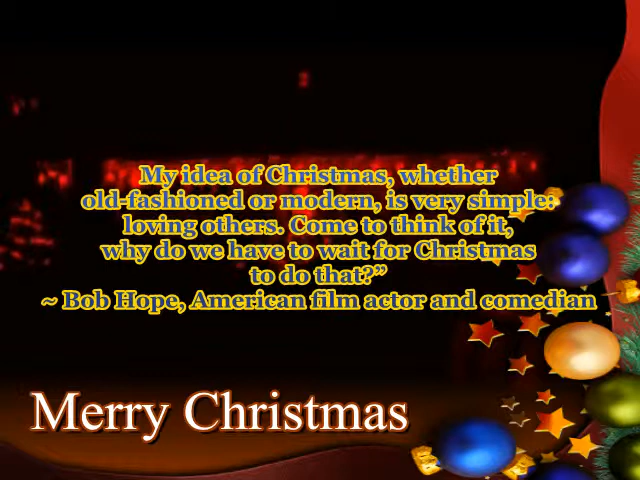 My idea of Christmas, whether
old-fashioned or modern, is very simple:
loving others. Come to think of it,
why do we have to wait for Christmas
to do that?”
~ Bob Hope, American film actor and comedian
Merry Christmas